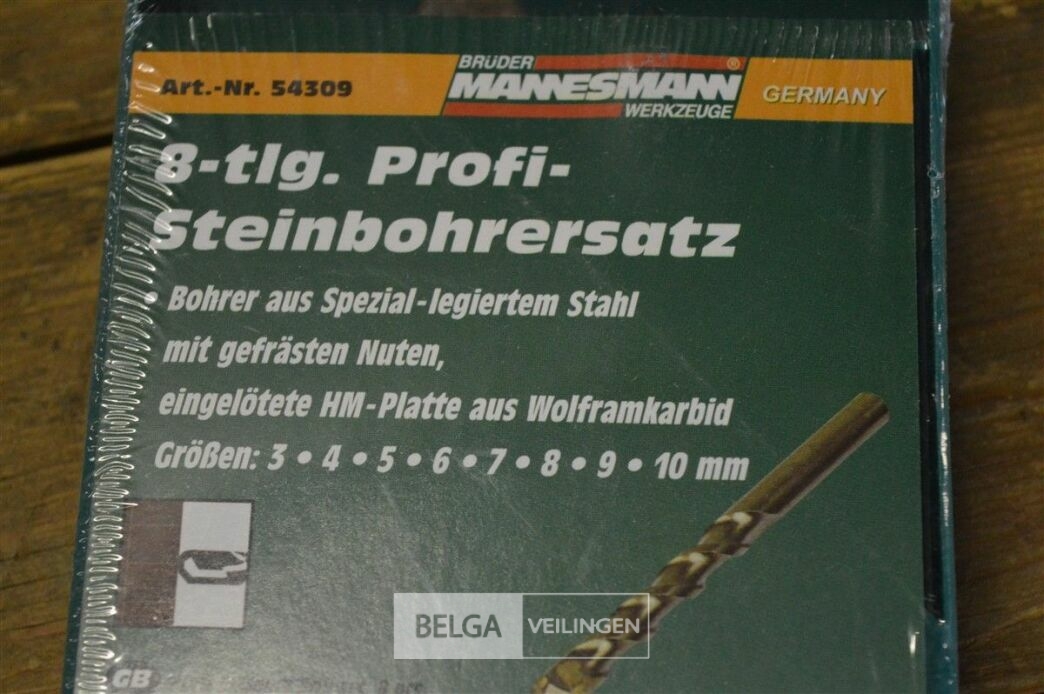 Art.-Nr. 54309
BRÜDER
MANNESMANN®
WERKZEUGE
GERMANY
8-tlg. Profi-
Steinbohrersatz
Bohrer aus Spezial-legiertem Stahl
mit gefrästen Nuten,
eingelötete HM-Platte aus Wolframkarbid
Größen: 3 • 4 • 5 • 6 • 7 • 8 • 9 • 10 mm
BELGA VEILINGEN
GB